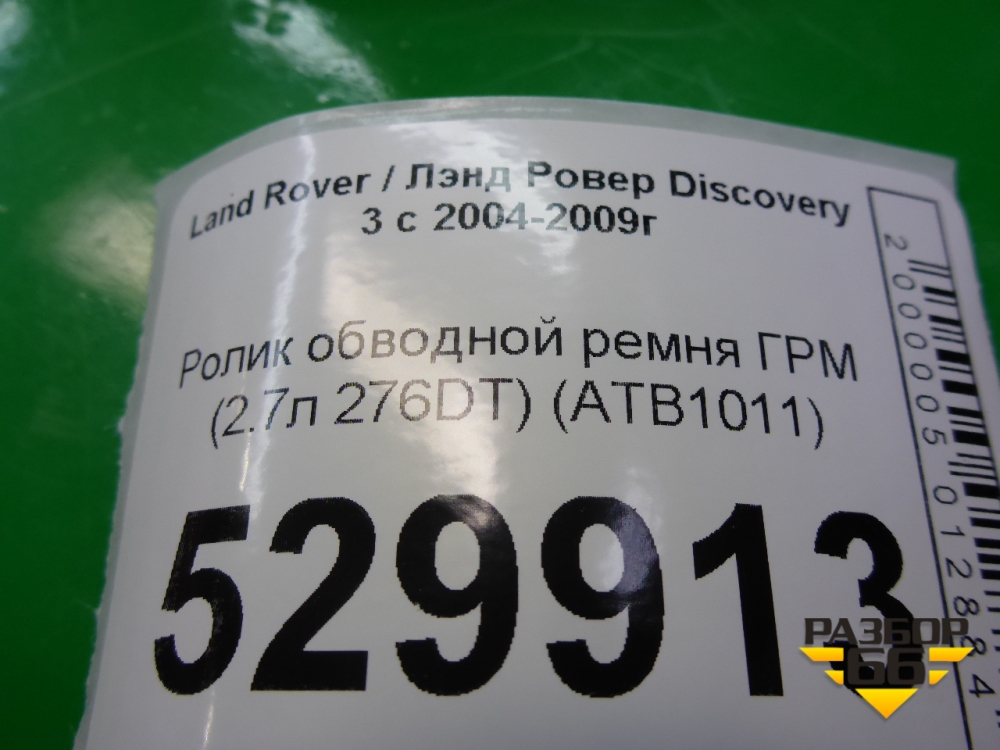 Land Rover / Лэнд Ровер Discovery
3 с 2004-2009г
Ролик обводной ремня ГРМ
(2.7л 276DT) (ATB1011)
529913
2000005012884
РАЗБОР
66